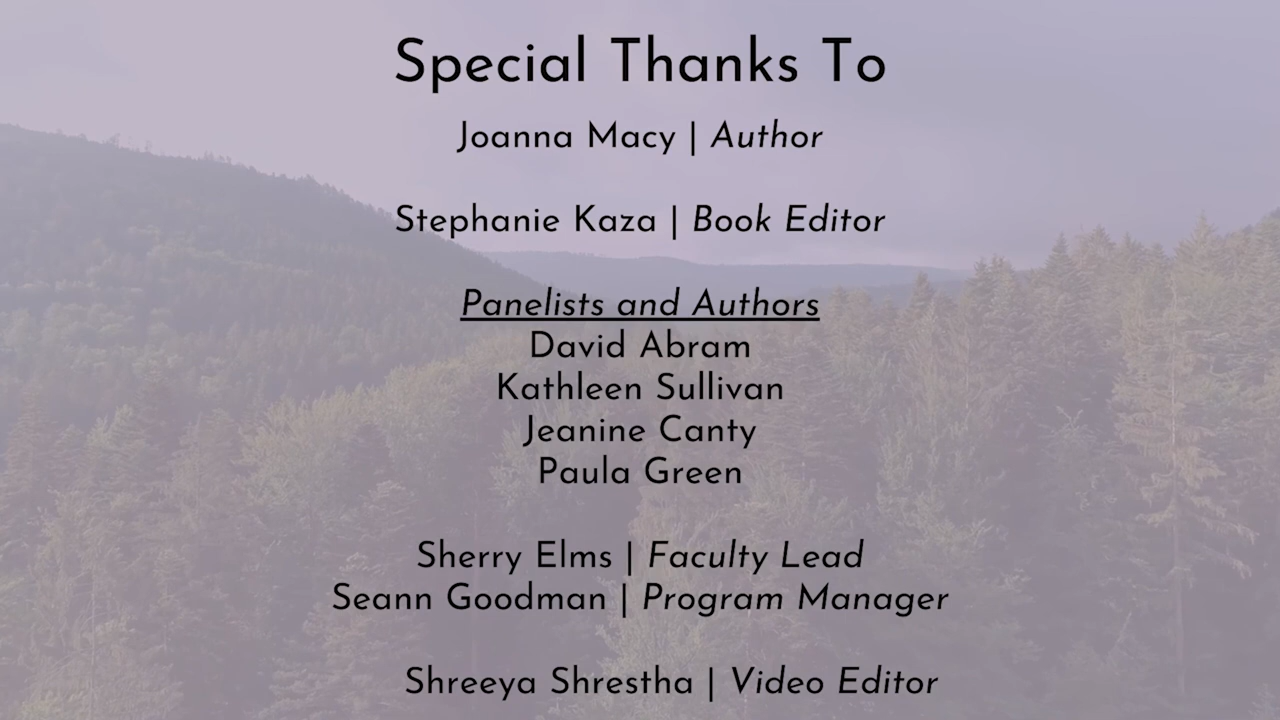 Special Thanks To
Joanna Macy | Author
Stephanie Kaza | Book Editor
Panelists and Authors
David Abram
Kathleen Sullivan
Jeanine Canty
Paula Green
Sherry Elms | Faculty Lead
Seann Goodman | Program Manager
Shreeya Shrestha | Video Editor